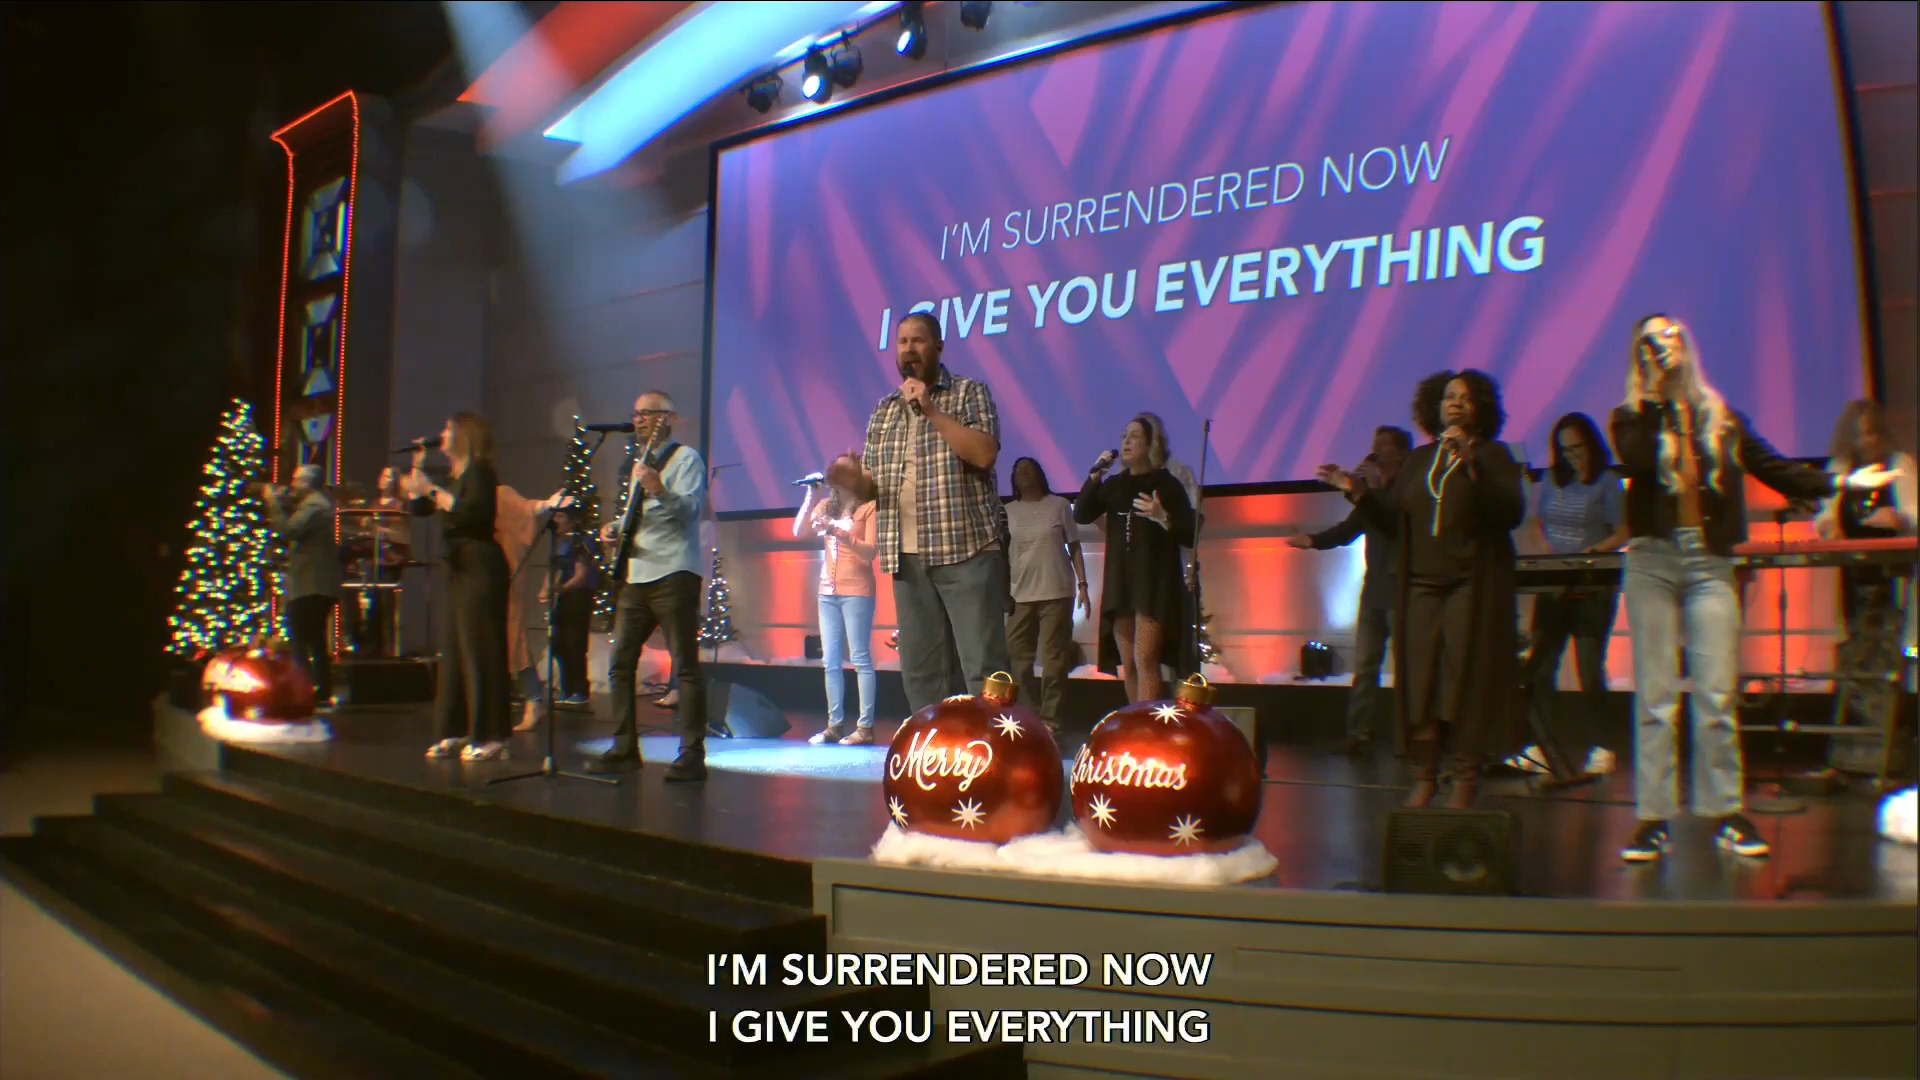 I'M SURRENDERED NOW
I GIVE YOU EVERYTHING
Merry
Christmas
I'M SURRENDERED NOW
I GIVE YOU EVERYTHING